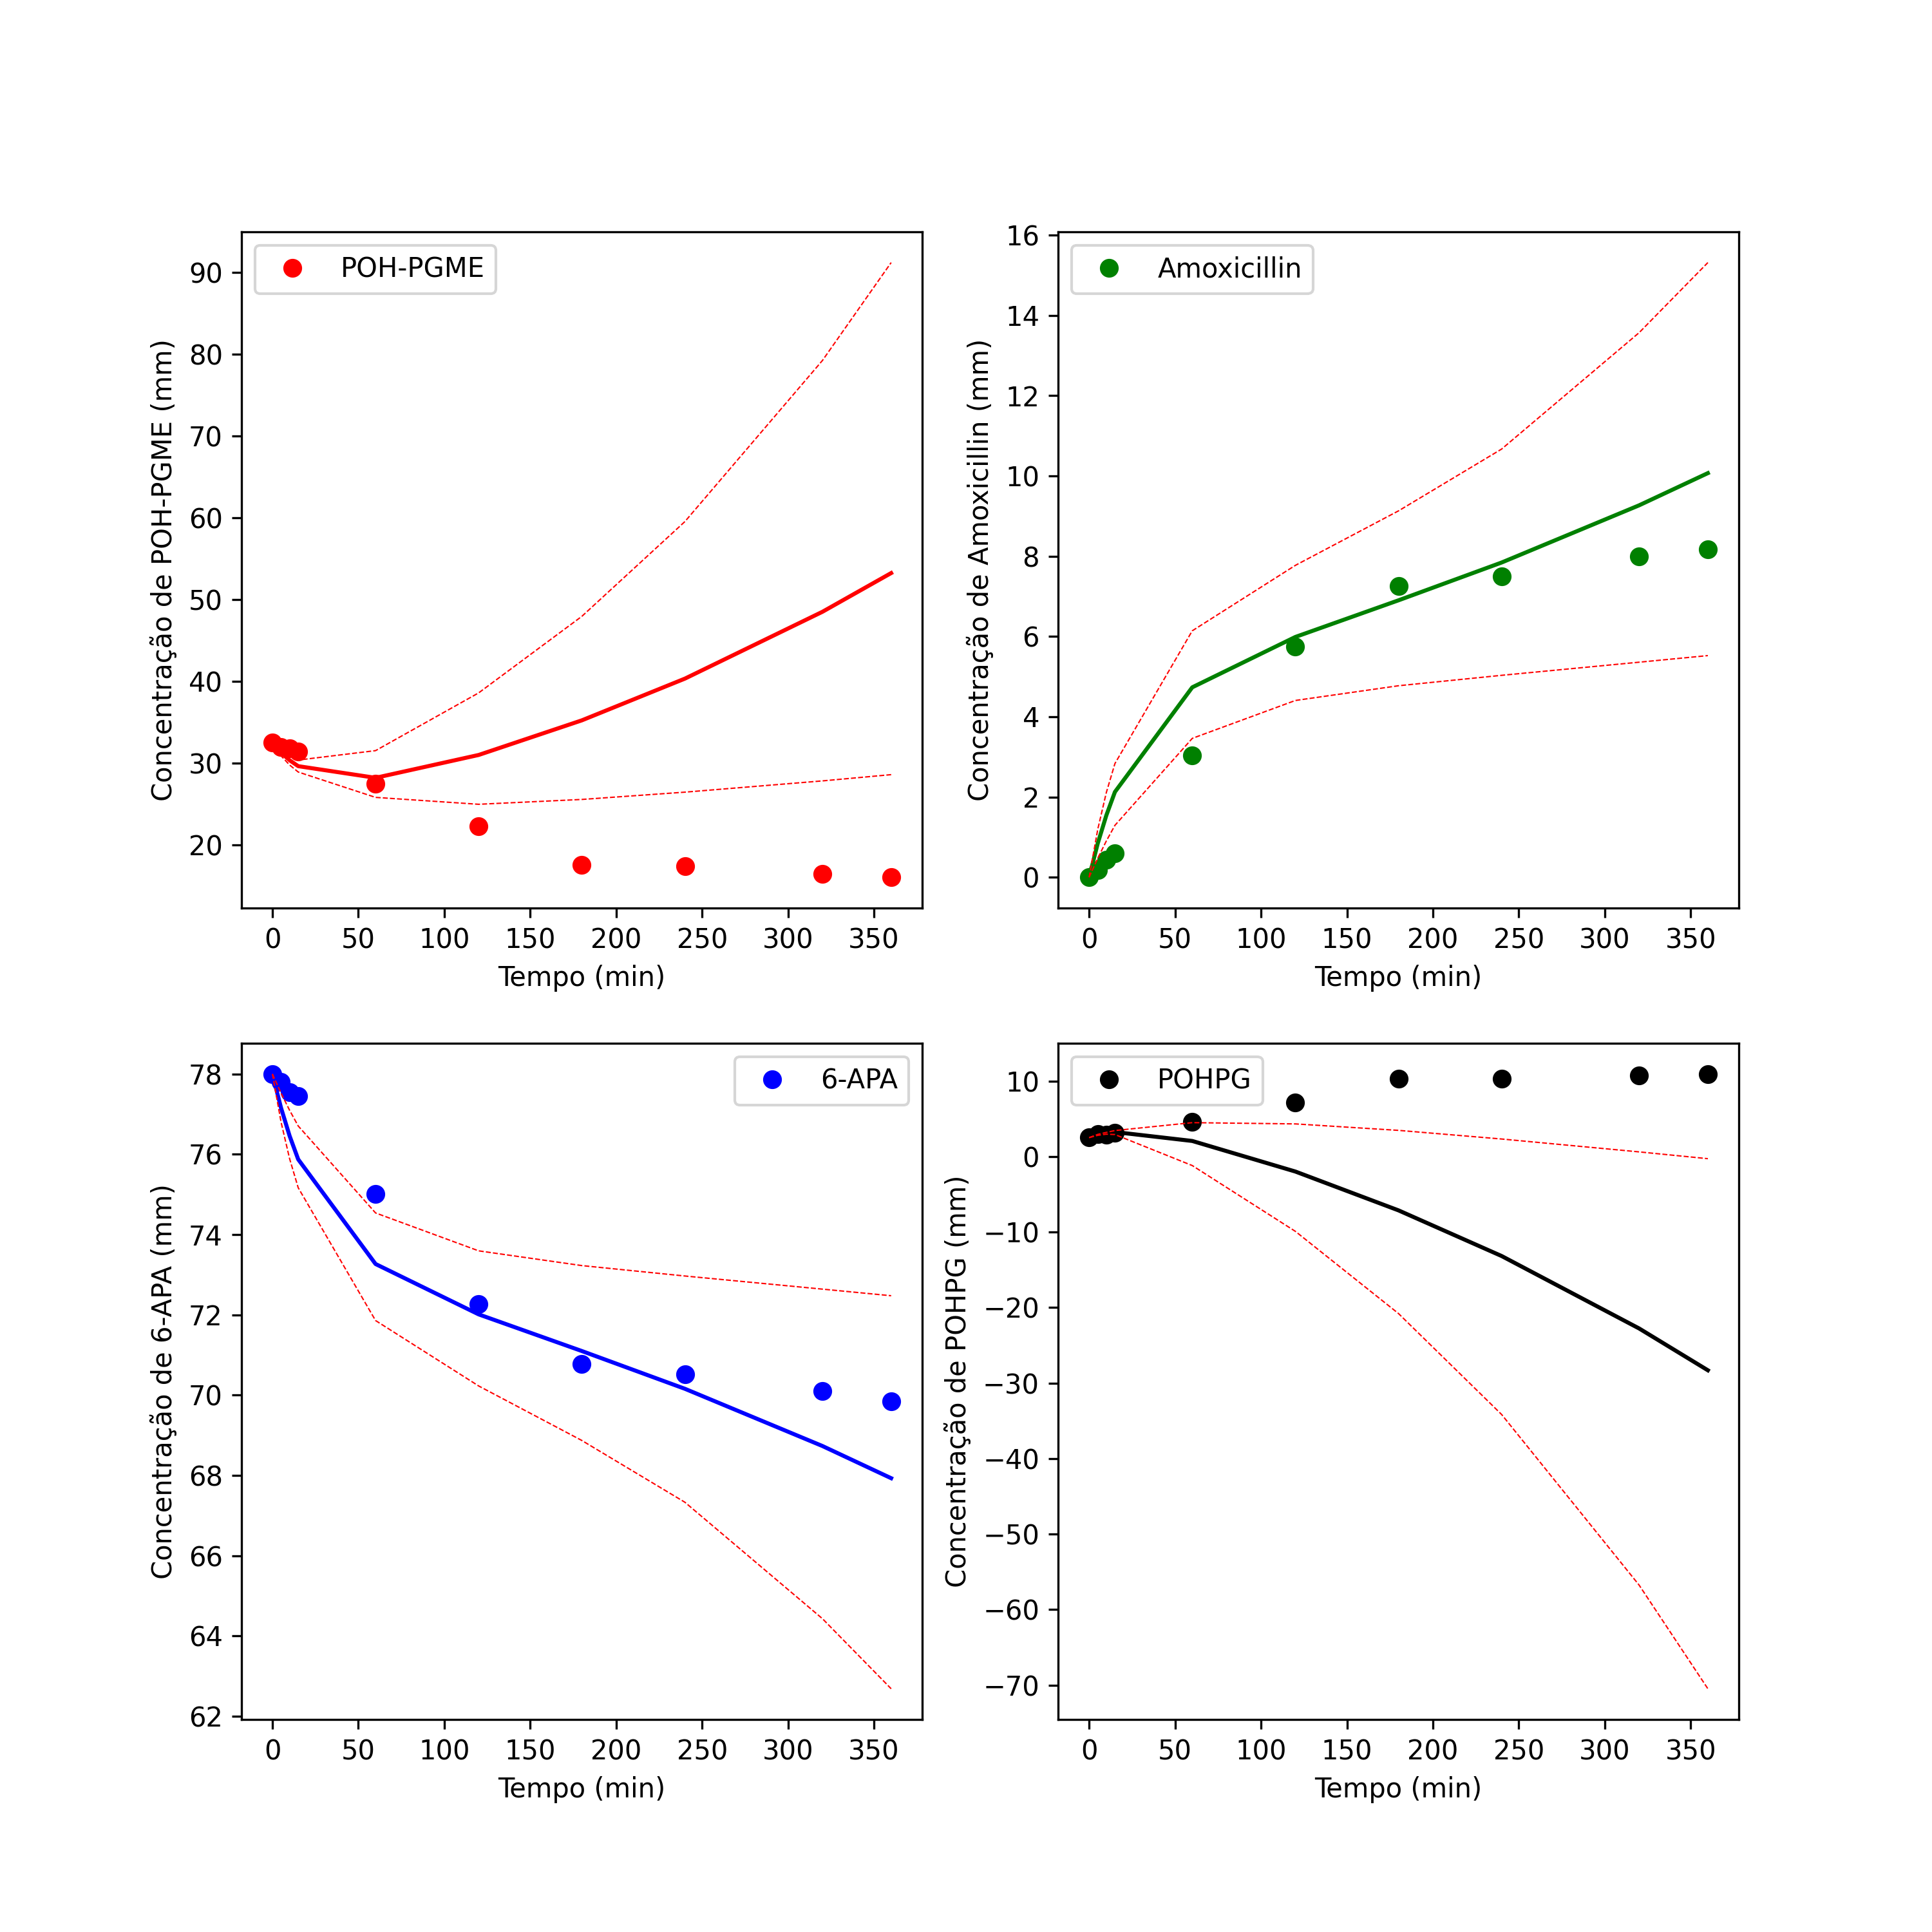 POH-PGME
Concentração de POH-PGME (mm)
90
80
70
60
50
40
30
20
0 50 100 150 200 250 300 350
Tempo (min)
Amoxicillin
Concentração de Amoxicillin (mm)
16
14
12
10
8
6
4
2
0
0 50 100 150 200 250 300 350
Tempo (min)
6-APA
Concentração de 6-APA (mm)
78
76
74
72
70
68
66
64
62
0 50 100 150 200 250 300 350
Tempo (min)
POHPG
Concentração de POHPG (mm)
10
0
−10
−20
−30
−40
−50
−60
−70
0 50 100 150 200 250 300 350
Tempo (min)